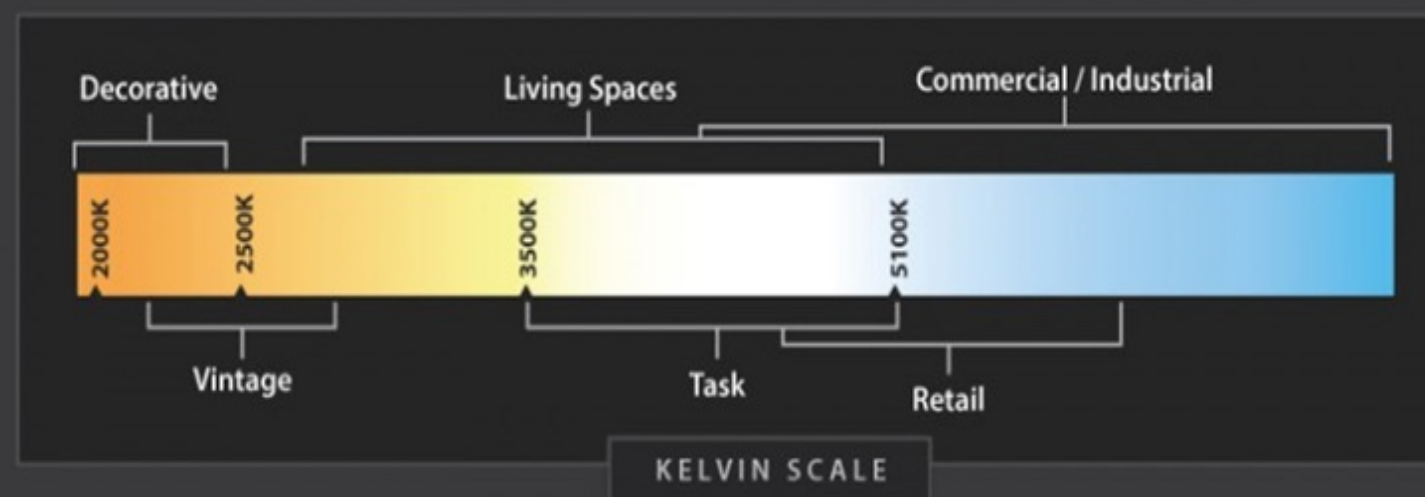 Decorative
Living Spaces
Commercial / Industrial
2000K
2500K
3500K
5100K
Vintage
Task
Retail
KELVIN SCALE